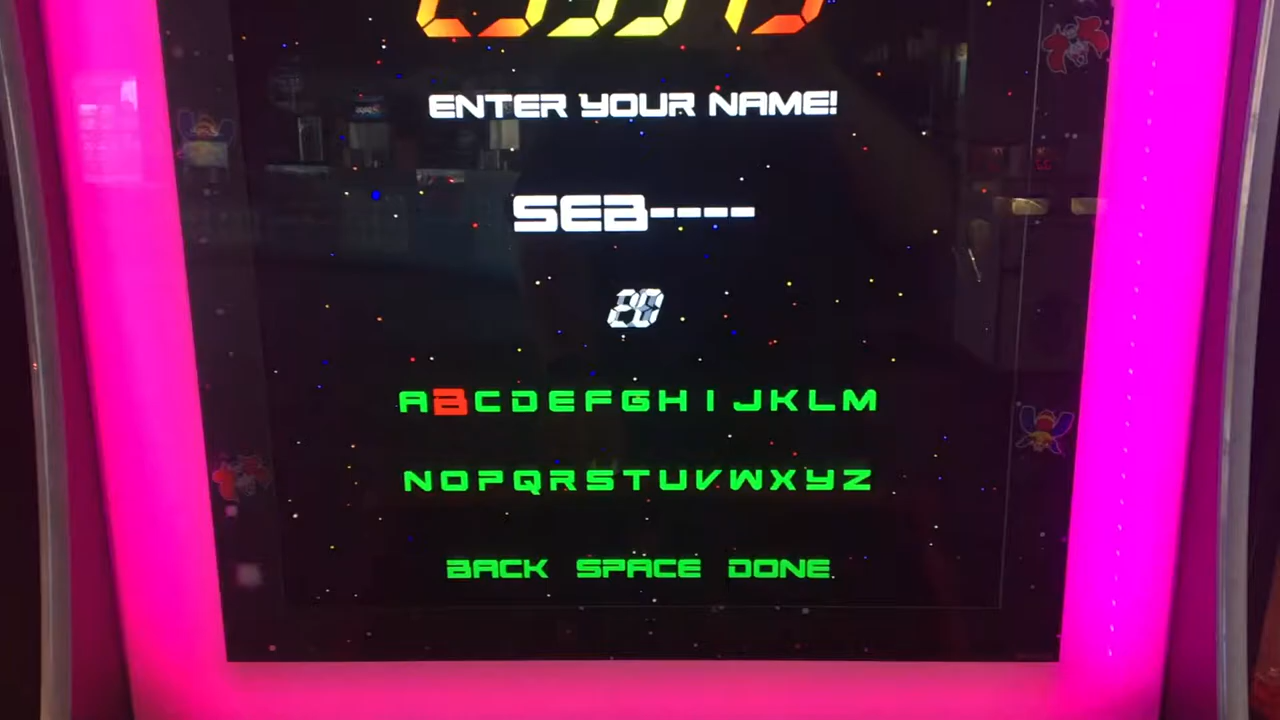 ENTER YOUR NAME!
SEB----
20
ABCDEFGHIJKLM
NOPQRSTUVWXYZ
BACK SPACE DONE